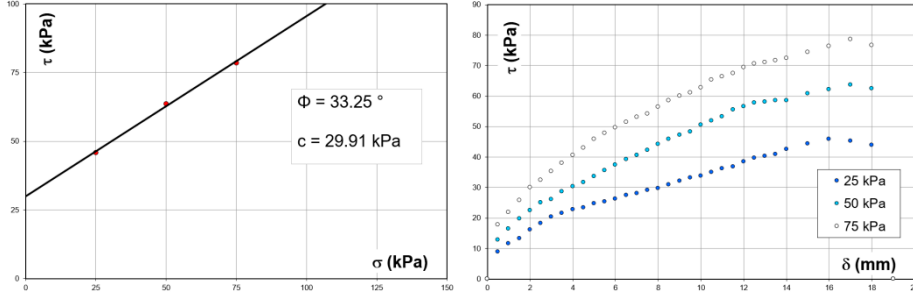 τ (kPa)
100
75
50
25
0
0 25 50 75 100 125 150
σ (kPa)
Φ = 33.25 °
c = 29.91 kPa
τ (kPa)
90
80
70
60
50
40
30
20
10
0
0 2 4 6 8 10 12 14 16 18
δ (mm)
25 kPa
50 kPa
75 kPa